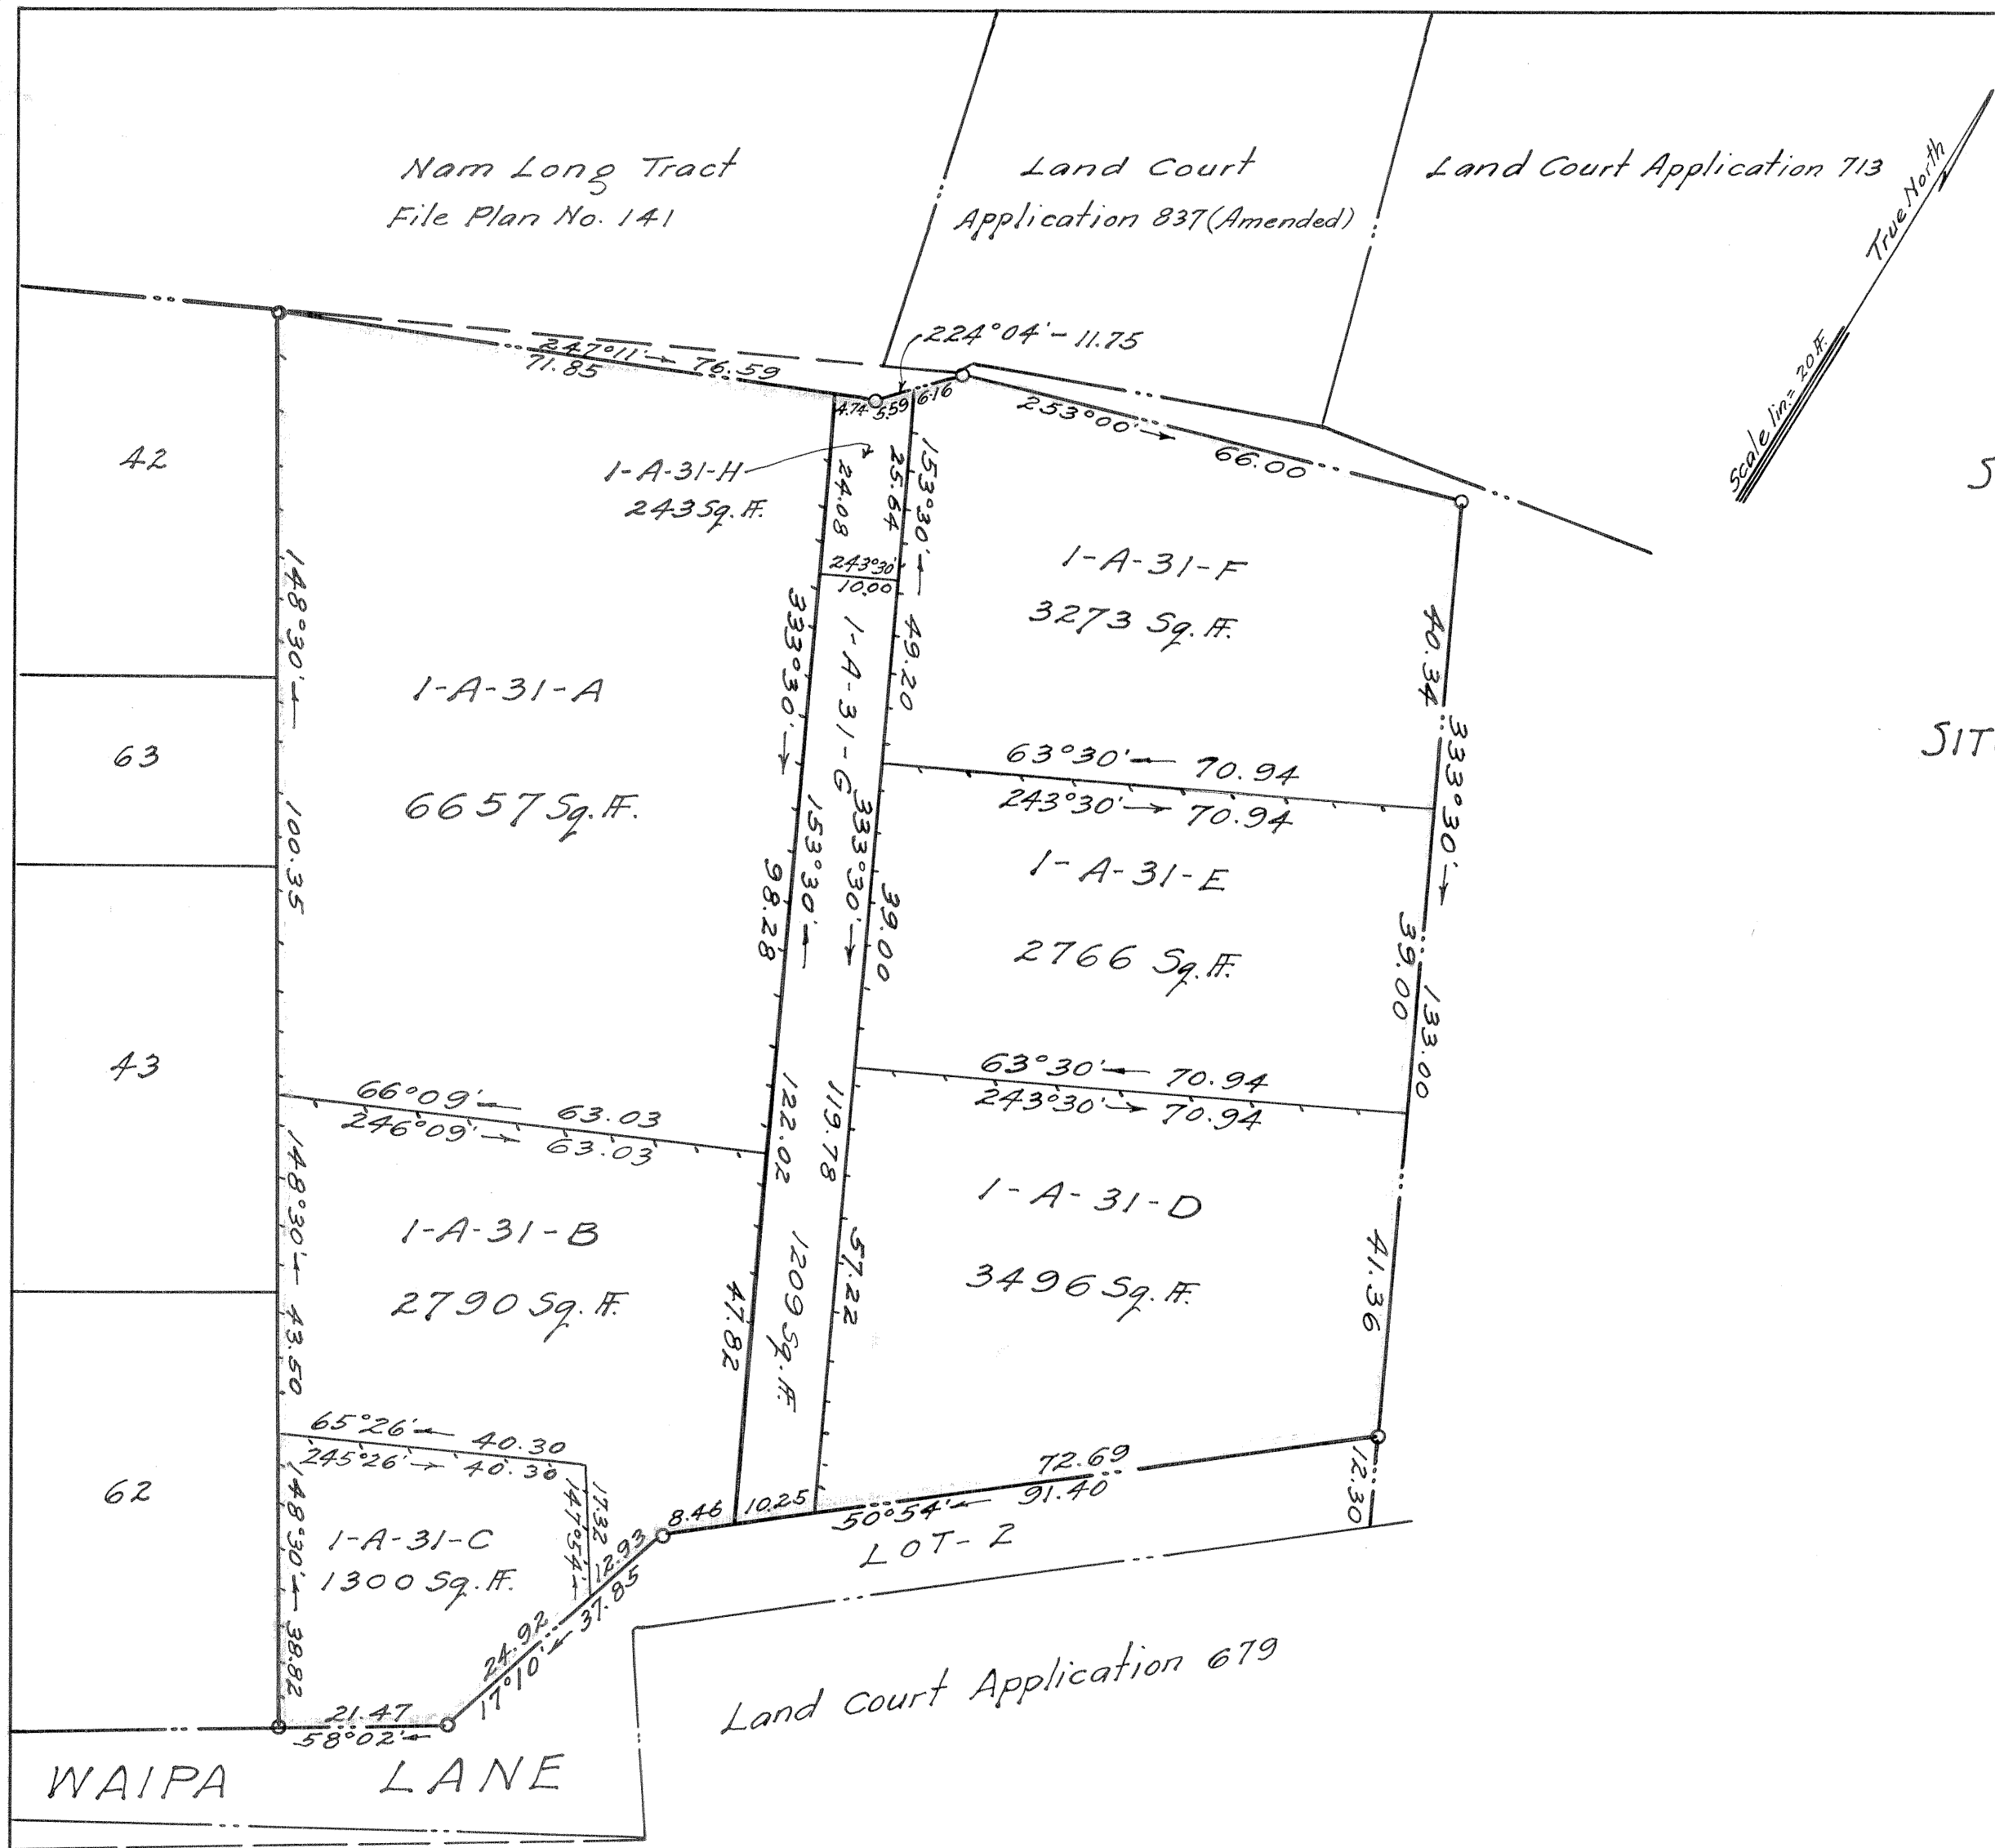 Nam Long Tract
File Plan No. 141
Land Court
Application 837 (Amended)
Land Court Application 713
True North
Scale 1 in. = 20 Ft.
S
SIT
224°04' - 11.75
247°11' → 76.59
71.85
4.74
5.59
6.16
253°00' →
66.00
42
63
43
62
1-A-31-H
243 Sq. Ft.
24.08
25.64
153°30' ← 49.20
243°30'
10.00
1-A-31-F
3273 Sq. Ft.
40.34
333°30' → 133.00
148°30' ← 100.35
1-A-31-A
6657 Sq. Ft.
333°30' → 98.28
153°30' ← 122.02
1-A-31-G
1209 Sq. Ft.
333°30' → 119.78
39.00
63°30' ← 70.94
243°30' → 70.94
1-A-31-E
2766 Sq. Ft.
39.00
63°30' ← 70.94
243°30' → 70.94
66°09' ← 63.03
246°09' → 63.03
148°30' ← 43.50
1-A-31-B
2790 Sq. Ft.
47.82
57.22
1-A-31-D
3496 Sq. Ft.
41.36
65°26' ← 40.30
245°26' → 40.30
148°30' ← 38.82
1-A-31-C
1300 Sq. Ft.
17.32
147°54' ←
12.93
37.85
24.92
17°10' ←
8.46
10.25
72.69
50°54' ← 91.40
12.30
LOT-2
21.47
58°02' ←
Land Court Application 679
WAIPA LANE